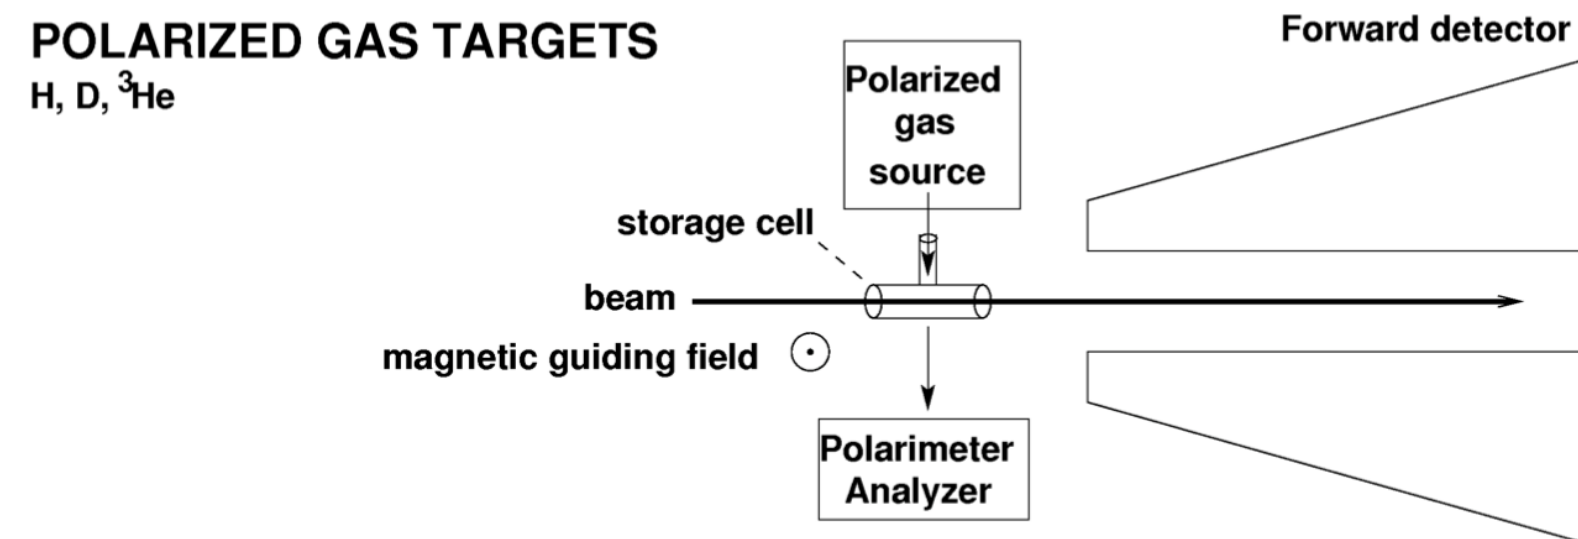 POLARIZED GAS TARGETS
H, D, ³He
Forward detector
Polarized
gas
source
storage cell
beam
magnetic guiding field
Polarimeter
Analyzer